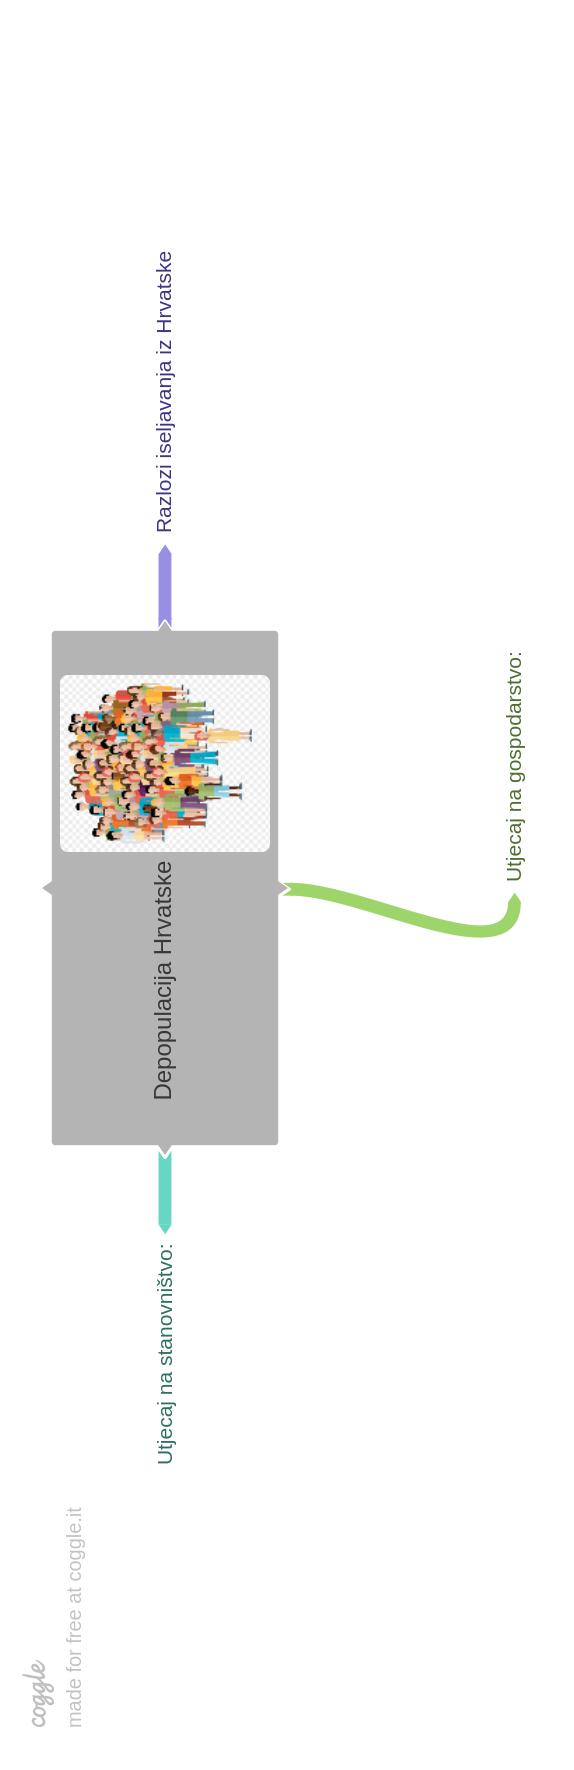 Depopulacija Hrvatske
Razlozi iseljavanja iz Hrvatske
Utjecaj na stanovništvo:
Utjecaj na gospodarstvo:
coggle
made for free at coggle.it